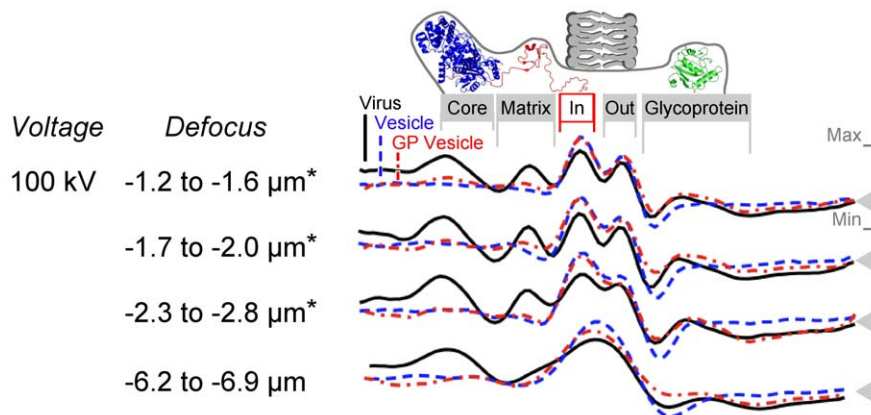 Core Matrix In Out Glycoprotein
Virus
Vesicle
GP Vesicle
Max
Min
Voltage Defocus
100 kV -1.2 to -1.6 µm*
-1.7 to -2.0 µm*
-2.3 to -2.8 µm*
-6.2 to -6.9 µm